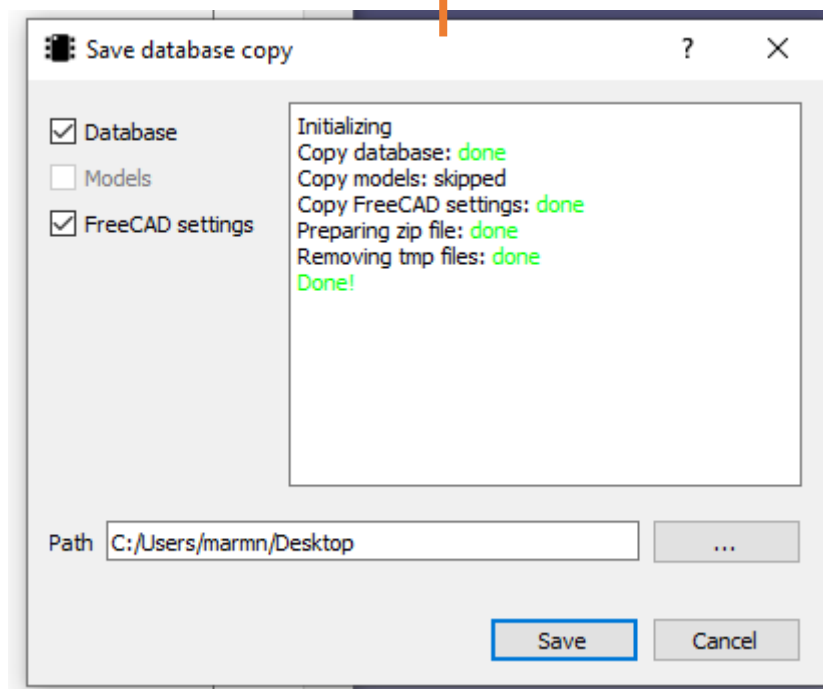 Save database copy
?
Database
Models
FreeCAD settings
Initializing
Copy database: done
Copy models: skipped
Copy FreeCAD settings: done
Preparing zip file: done
Removing tmp files: done
Done!
Path C:/Users/marmn/Desktop ...
Save Cancel